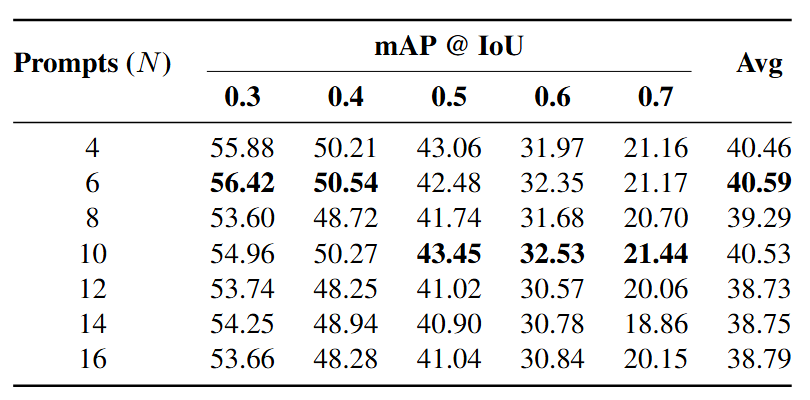 mAP @ IoU
Prompts (N) Avg
0.3 0.4 0.5 0.6 0.7
4 55.88 50.21 43.06 31.97 21.16 40.46
6 56.42 50.54 42.48 32.35 21.17 40.59
8 53.60 48.72 41.74 31.68 20.70 39.29
10 54.96 50.27 43.45 32.53 21.44 40.53
12 53.74 48.25 41.02 30.57 20.06 38.73
14 54.25 48.94 40.90 30.78 18.86 38.75
16 53.66 48.28 41.04 30.84 20.15 38.79